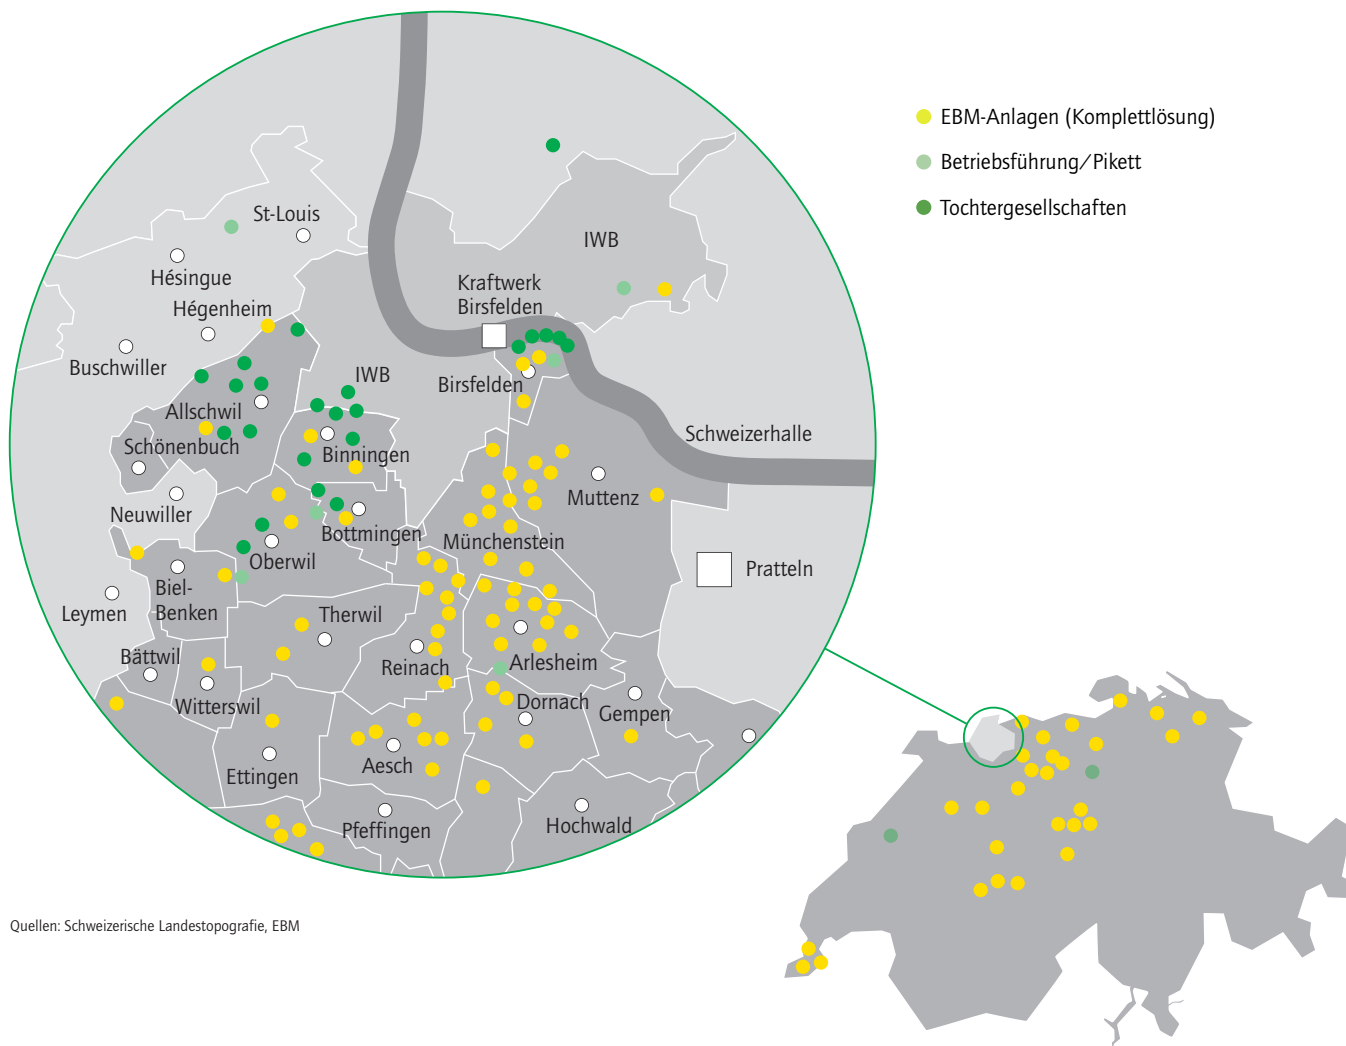 EBM-Anlagen (Komplettlösung)
Betriebsführung/Pikett
Tochtergesellschaften
St-Louis
IWB
Hésingue
Kraftwerk
Birsfelden
Hégenheim
Buschwiller
IWB
Birsfelden
Allschwil
Schweizerhalle
Schönenbuch
Binningen
Muttenz
Neuwiller
Bottmingen
Münchenstein
Oberwil
Pratteln
Biel-
Benken
Leymen
Therwil
Bättwil
Reinach
Arlesheim
Witterswil
Dornach
Gempen
Aesch
Ettingen
Pfeffingen
Hochwald
Quellen: Schweizerische Landestopografie, EBM